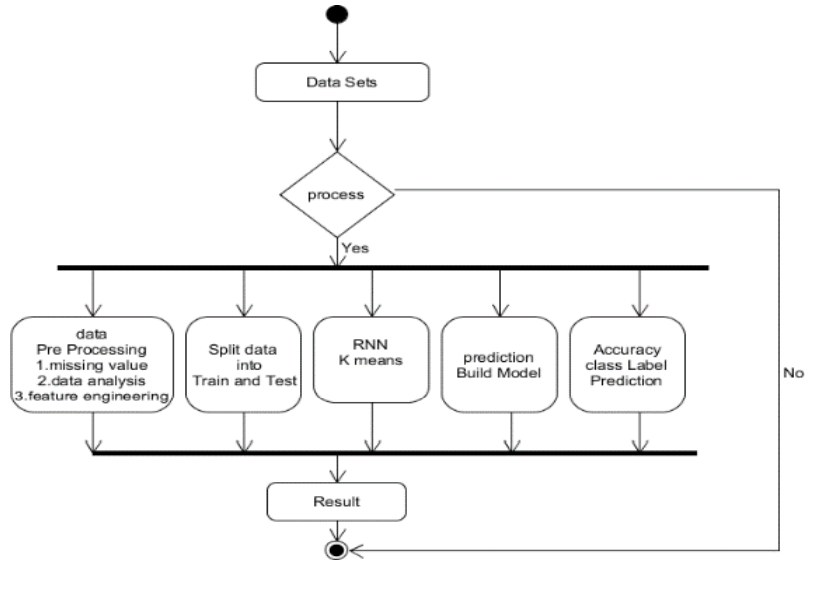 Data Sets
process
Yes
data
Pre Processing
1.missing value
2.data analysis
3.feature engineering
Split data
into
Train and Test
RNN
K means
prediction
Build Model
Accuracy
class Label
Prediction
No
Result